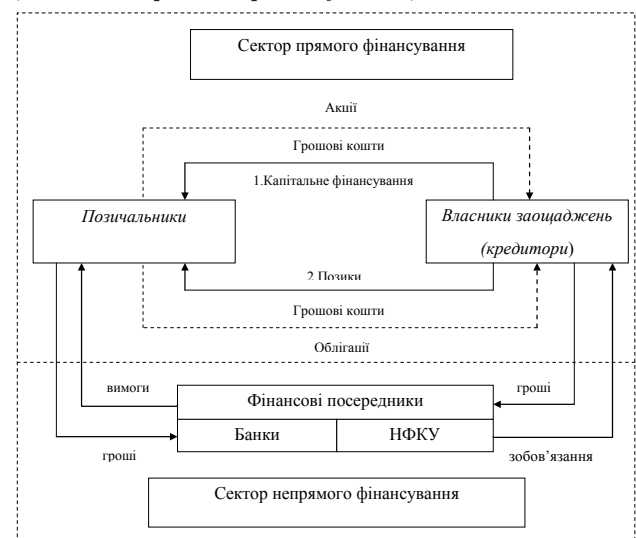 Сектор прямого фінансування
Акції
Грошові кошти
1.Капітальне фінансування
Позичальники
Власники заощаджень
(кредитори)
2.Позики
Грошові кошти
Облігації
вимоги
Фінансові посередники
гроші
Банки
НФКУ
гроші
зобов’язання
Сектор непрямого фінансування